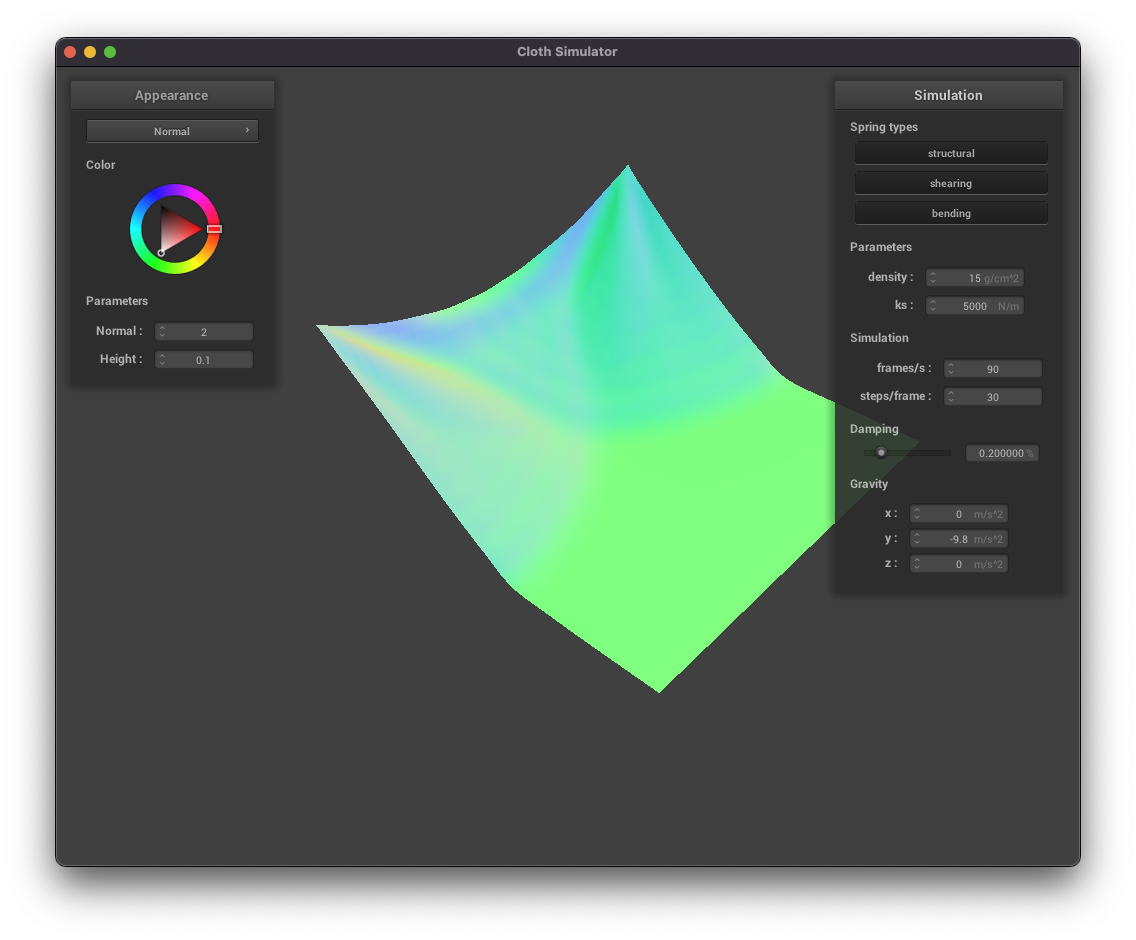 Cloth Simulator
Appearance
Normal ›
Color
Parameters
Normal : 2
Height : 0.1
Simulation
Spring types
structural
shearing
bending
Parameters
density : 15 g/cm^2
ks : 5000 N/m
Simulation
frames/s : 90
steps/frame : 30
Damping
0.200000 %
Gravity
x : 0 m/s^2
y : -9.8 m/s^2
z : 0 m/s^2